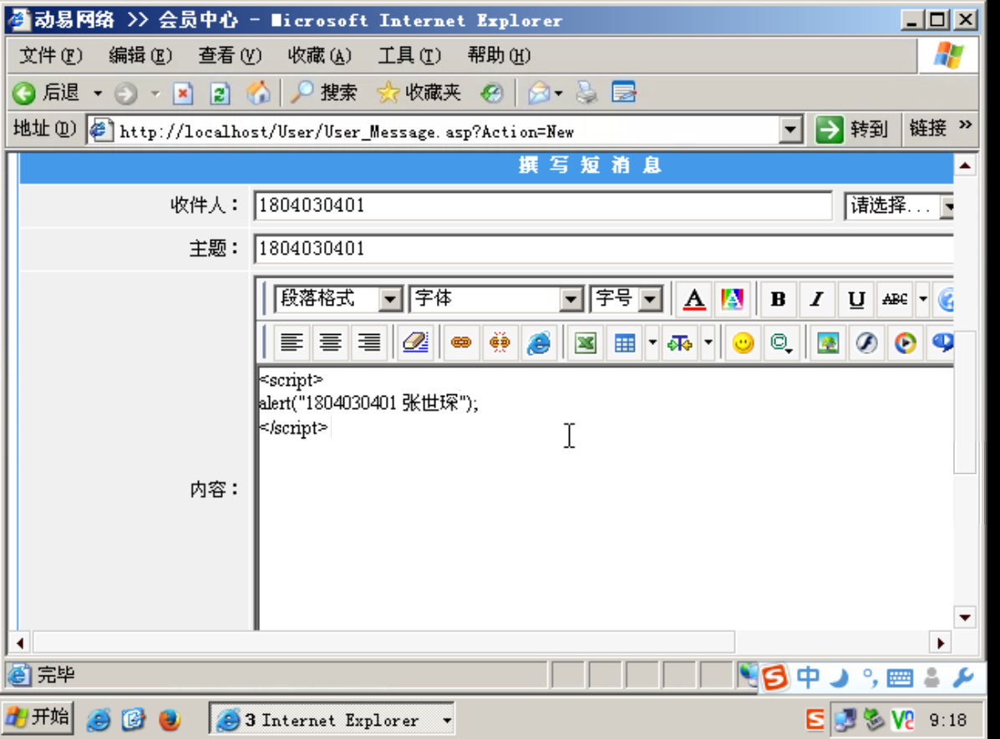 动易网络 >> 会员中心 - Microsoft Internet Explorer
文件(F) 编辑(E) 查看(V) 收藏(A) 工具(T) 帮助(H)
后退 搜索 收藏夹
地址(D) http://localhost/User/User_Message.asp?Action=New 转到 链接 »
撰 写 短 消 息
收件人： 1804030401 请选择...
主题： 1804030401
段落格式 字体 字号 A A B I U ABC
<script>
alert("1804030401 张世琛");
</script>
内容：
完毕
中
开始 3 Internet Explorer 9:18